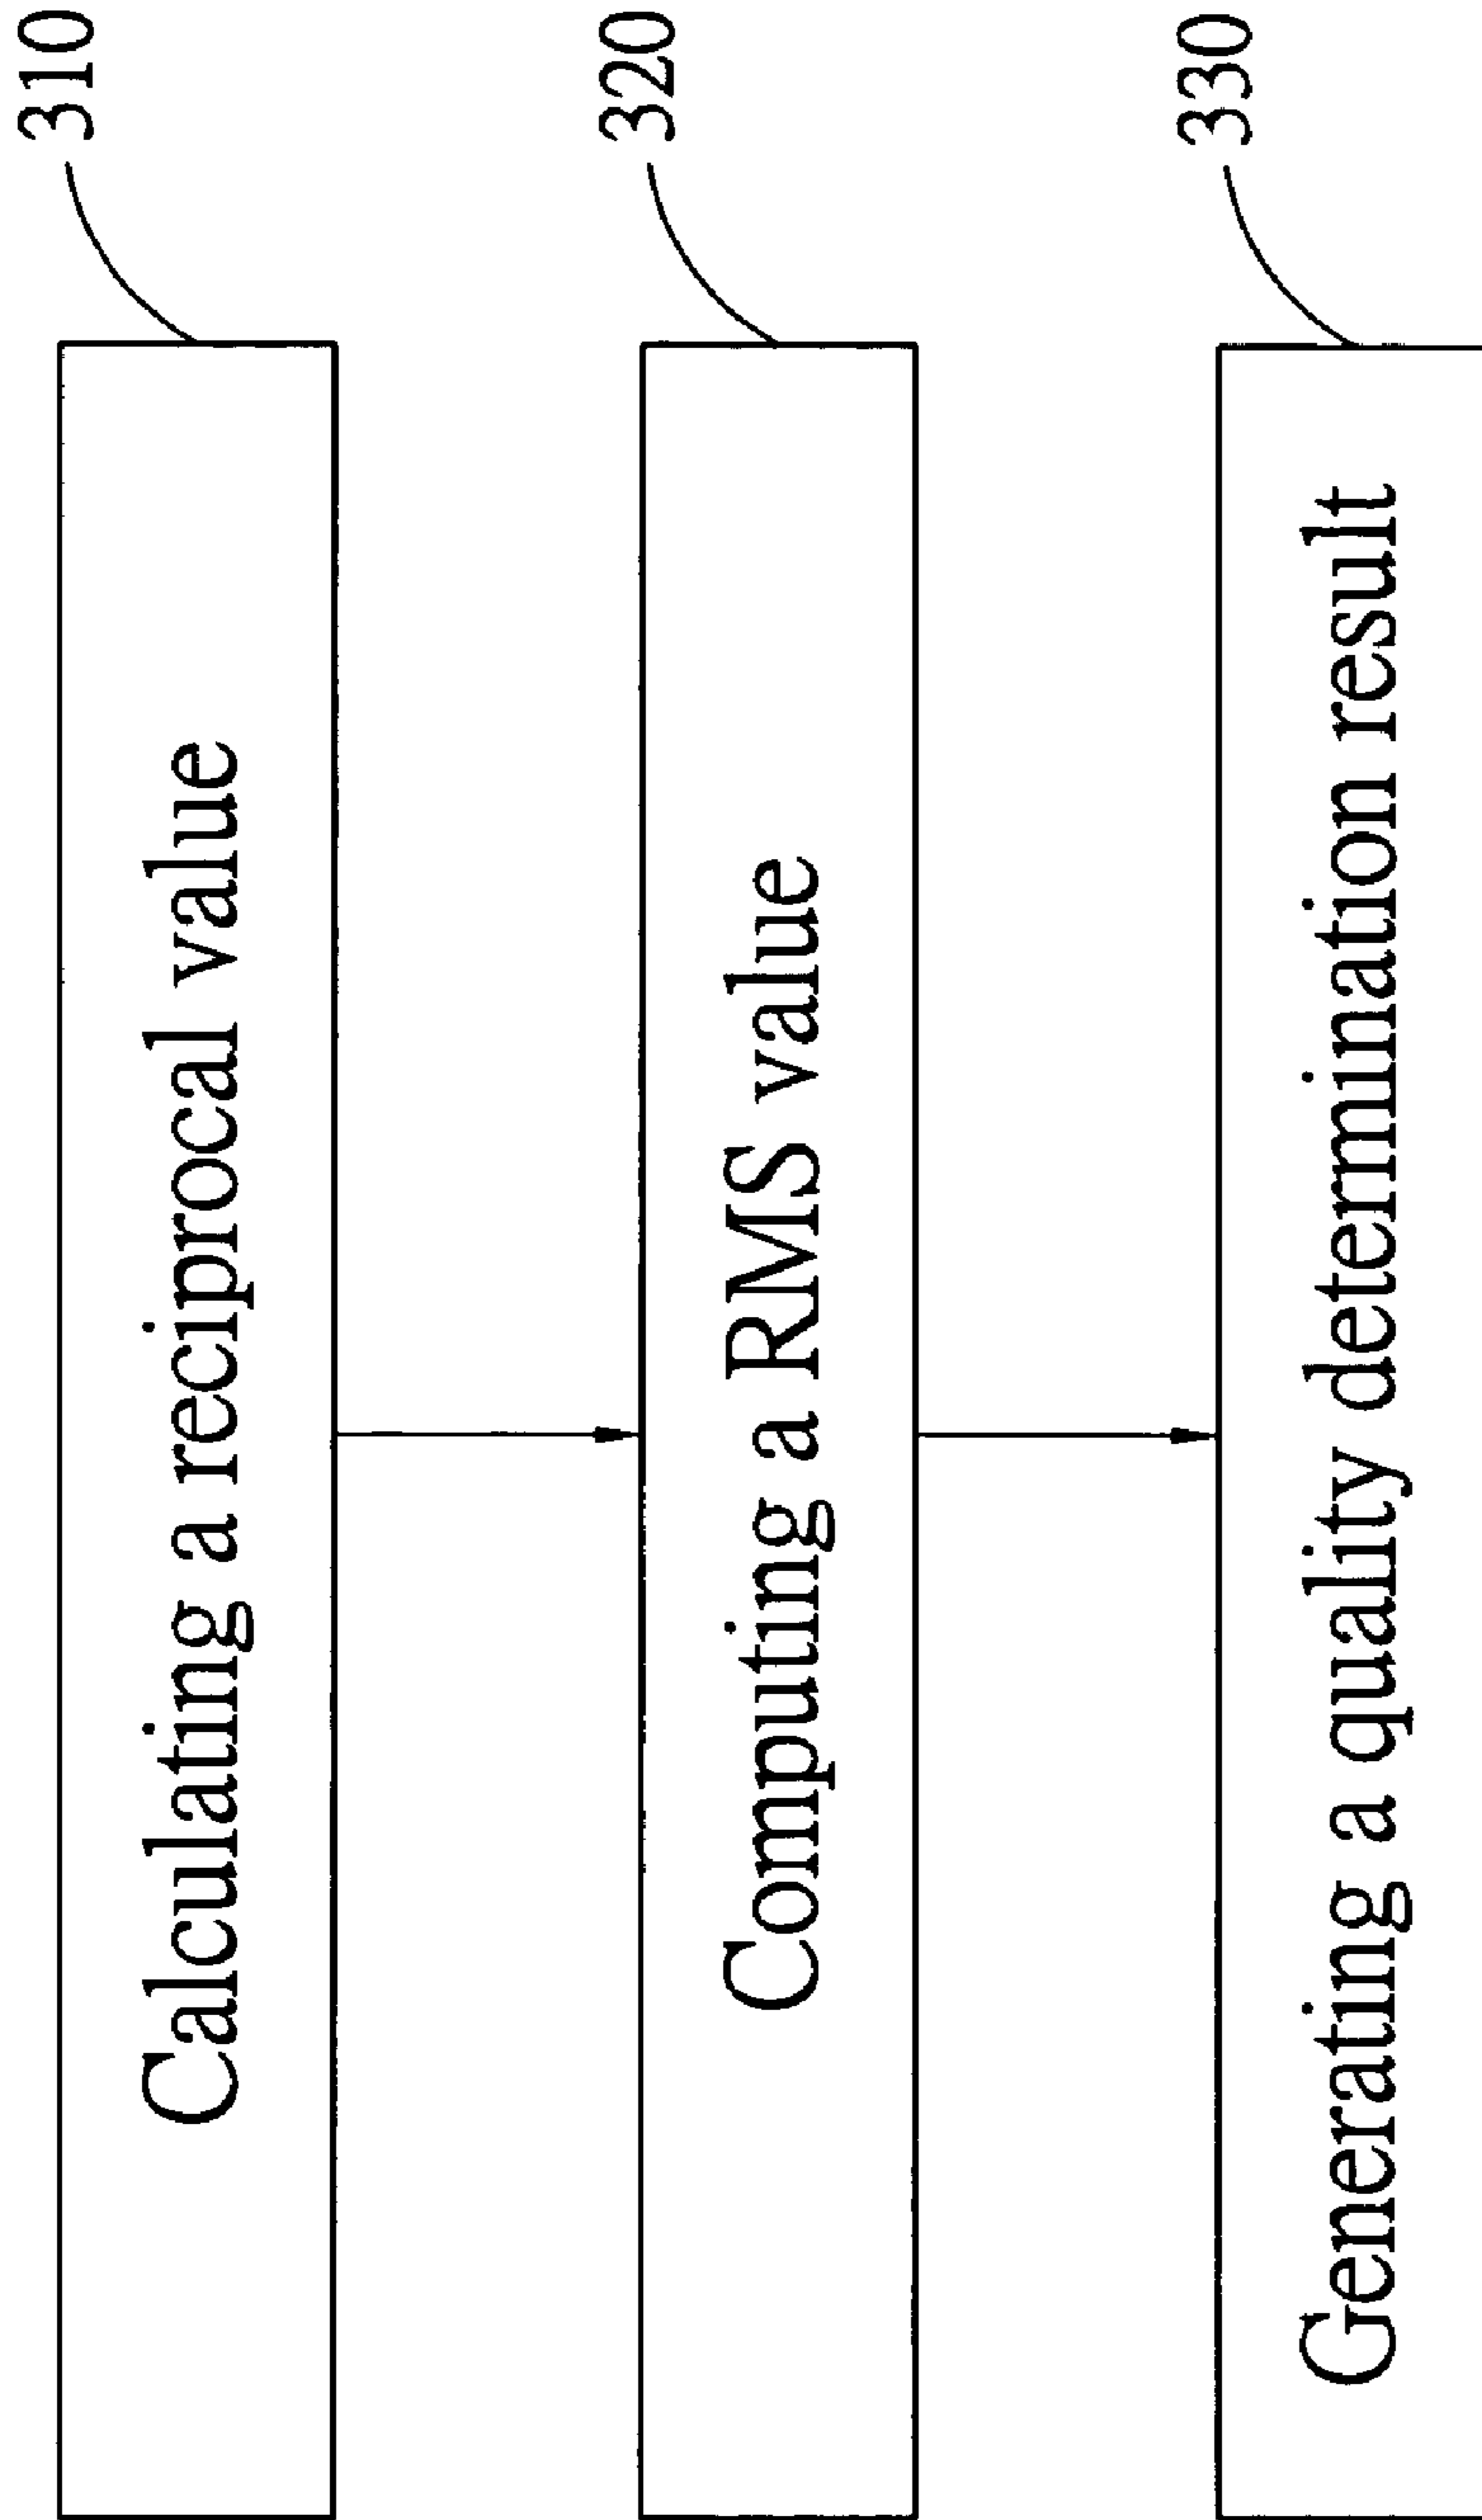 Calculating a reciprocal value
310
Computing a RMS value
320
Generating a quality determination result
330